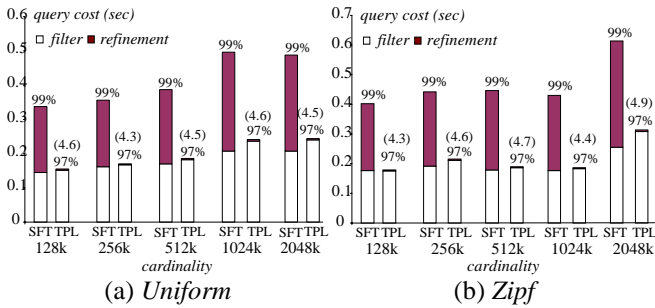 query cost (sec)
filter refinement
0.6
0.5
0.4
0.3
0.2
0.1
0
99% (4.6) 97%
99% (4.3) 97%
99% (4.5) 97%
99% (4.6) 97%
99% (4.5) 97%
SFT TPL SFT TPL SFT TPL SFT TPL SFT TPL
128k 256k 512k 1024k 2048k
cardinality
(a) Uniform
query cost (sec)
filter refinement
0.7
0.6
0.5
0.4
0.3
0.2
0.1
0
99% (4.3) 97%
99% (4.6) 97%
99% (4.7) 97%
99% (4.4) 97%
99% (4.9) 97%
SFT TPL SFT TPL SFT TPL SFT TPL SFT TPL
128k 256k 512k 1024k 2048k
cardinality
(b) Zipf